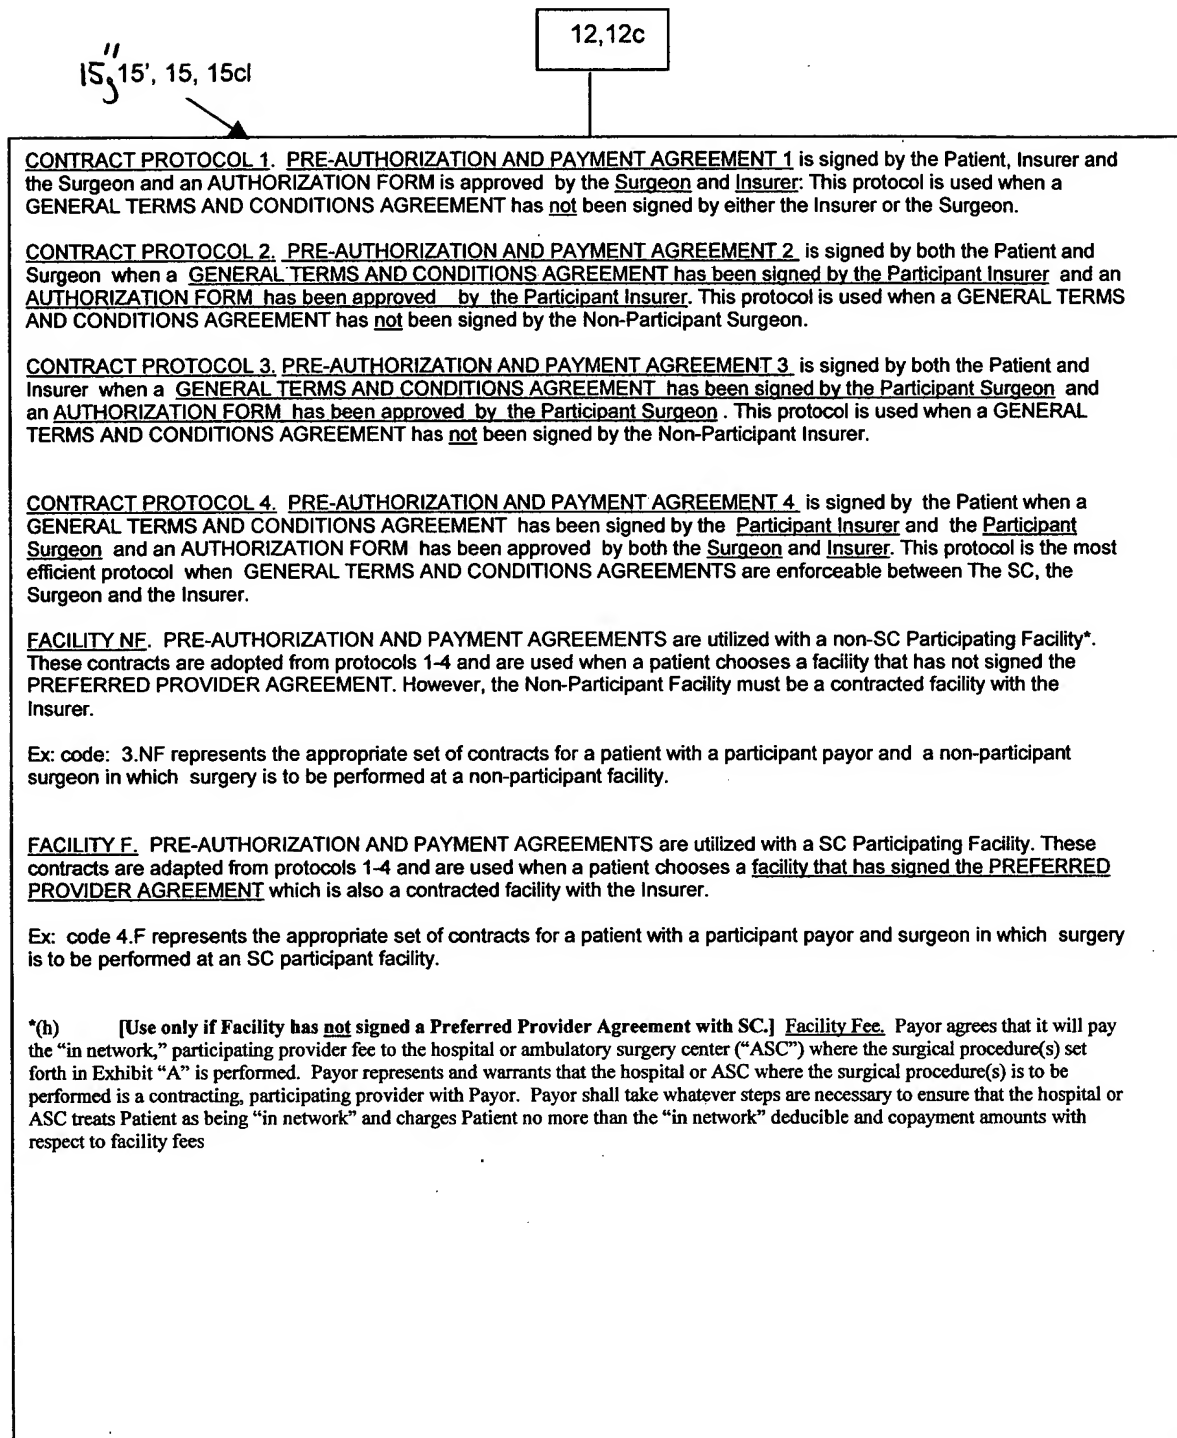 12,12c
15," 15', 15, 15cl
CONTRACT PROTOCOL 1. PRE-AUTHORIZATION AND PAYMENT AGREEMENT 1 is signed by the Patient, Insurer and
the Surgeon and an AUTHORIZATION FORM is approved by the Surgeon and Insurer: This protocol is used when a
GENERAL TERMS AND CONDITIONS AGREEMENT has not been signed by either the Insurer or the Surgeon.
CONTRACT PROTOCOL 2. PRE-AUTHORIZATION AND PAYMENT AGREEMENT 2 is signed by both the Patient and
Surgeon when a GENERAL TERMS AND CONDITIONS AGREEMENT has been signed by the Participant Insurer and an
AUTHORIZATION FORM has been approved by the Participant Insurer. This protocol is used when a GENERAL TERMS
AND CONDITIONS AGREEMENT has not been signed by the Non-Participant Surgeon.
CONTRACT PROTOCOL 3. PRE-AUTHORIZATION AND PAYMENT AGREEMENT 3 is signed by both the Patient and
Insurer when a GENERAL TERMS AND CONDITIONS AGREEMENT has been signed by the Participant Surgeon and
an AUTHORIZATION FORM has been approved by the Participant Surgeon . This protocol is used when a GENERAL
TERMS AND CONDITIONS AGREEMENT has not been signed by the Non-Participant Insurer.
CONTRACT PROTOCOL 4. PRE-AUTHORIZATION AND PAYMENT AGREEMENT 4 is signed by the Patient when a
GENERAL TERMS AND CONDITIONS AGREEMENT has been signed by the Participant Insurer and the Participant
Surgeon and an AUTHORIZATION FORM has been approved by both the Surgeon and Insurer. This protocol is the most
efficient protocol when GENERAL TERMS AND CONDITIONS AGREEMENTS are enforceable between The SC, the
Surgeon and the Insurer.
FACILITY NF. PRE-AUTHORIZATION AND PAYMENT AGREEMENTS are utilized with a non-SC Participating Facility*.
These contracts are adopted from protocols 1-4 and are used when a patient chooses a facility that has not signed the
PREFERRED PROVIDER AGREEMENT. However, the Non-Participant Facility must be a contracted facility with the
Insurer.
Ex: code: 3.NF represents the appropriate set of contracts for a patient with a participant payor and a non-participant
surgeon in which surgery is to be performed at a non-participant facility.
FACILITY F. PRE-AUTHORIZATION AND PAYMENT AGREEMENTS are utilized with a SC Participating Facility. These
contracts are adapted from protocols 1-4 and are used when a patient chooses a facility that has signed the PREFERRED
PROVIDER AGREEMENT which is also a contracted facility with the Insurer.
Ex: code 4.F represents the appropriate set of contracts for a patient with a participant payor and surgeon in which surgery
is to be performed at an SC participant facility.
*(h) [Use only if Facility has not signed a Preferred Provider Agreement with SC.] Facility Fee. Payor agrees that it will pay
the “in network,” participating provider fee to the hospital or ambulatory surgery center (“ASC”) where the surgical procedure(s) set
forth in Exhibit “A” is performed. Payor represents and warrants that the hospital or ASC where the surgical procedure(s) is to be
performed is a contracting, participating provider with Payor. Payor shall take whatever steps are necessary to ensure that the hospital or
ASC treats Patient as being “in network” and charges Patient no more than the “in network” deducible and copayment amounts with
respect to facility fees